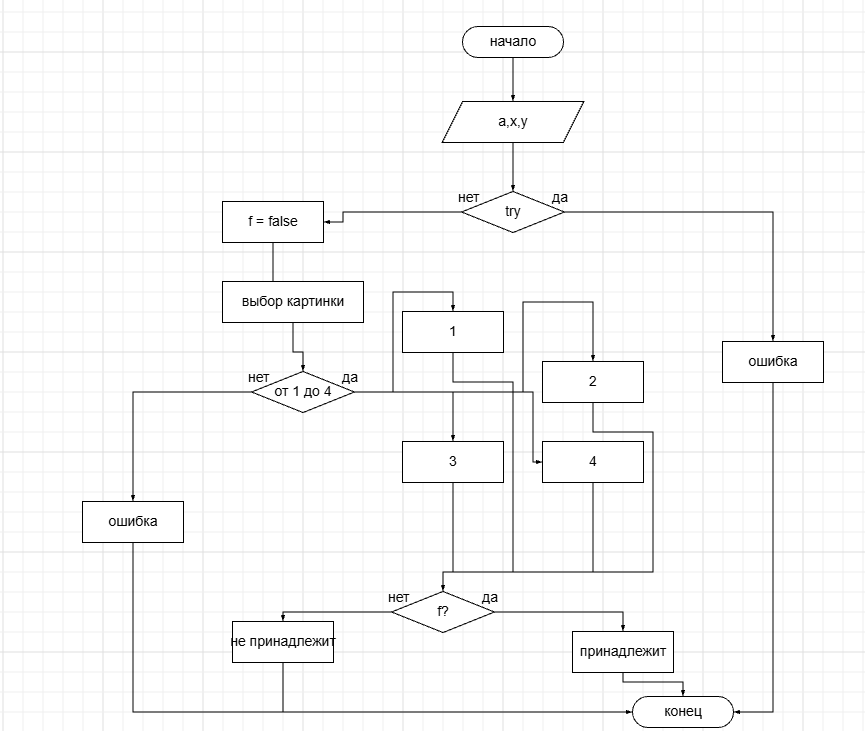 начало
a,x,y
нет
да
try
f = false
выбор картинки
1
2
ошибка
нет
да
от 1 до 4
3
4
ошибка
нет
да
f?
не принадлежит
принадлежит
конец